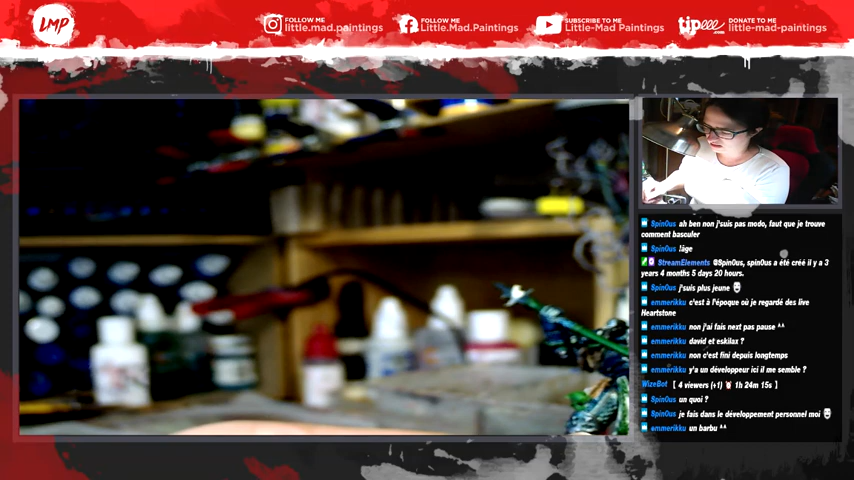 LMP
FOLLOW ME
little.mad.paintings
FOLLOW ME
Little.Mad.Paintings
SUBSCRIBE TO ME
Little-Mad Paintings
tipeee.com
DONATE TO ME
little-mad-paintings
Spin0us ah ben non j'suis pas modo, faut que je trouve
comment basculer
Spin0us !âge
StreamElements @Spin0us, spin0us a été créé il y a 3
years 4 months 5 days 20 hours.
Spin0us j'suis plus jeune
emmerikku c'est à l'époque où je regardé des live
Heartstone
emmerikku non j'ai fais next pas pause ^^
emmerikku david et eskilax ?
emmerikku non c'est fini depuis longtemps
emmerikku y'a un développeur ici il me semble ?
WizeBot [ 4 viewers (+1) 1h 24m 15s ]
Spin0us un quoi ?
Spin0us je fais dans le développement personnel moi
emmerikku un barbu ^^